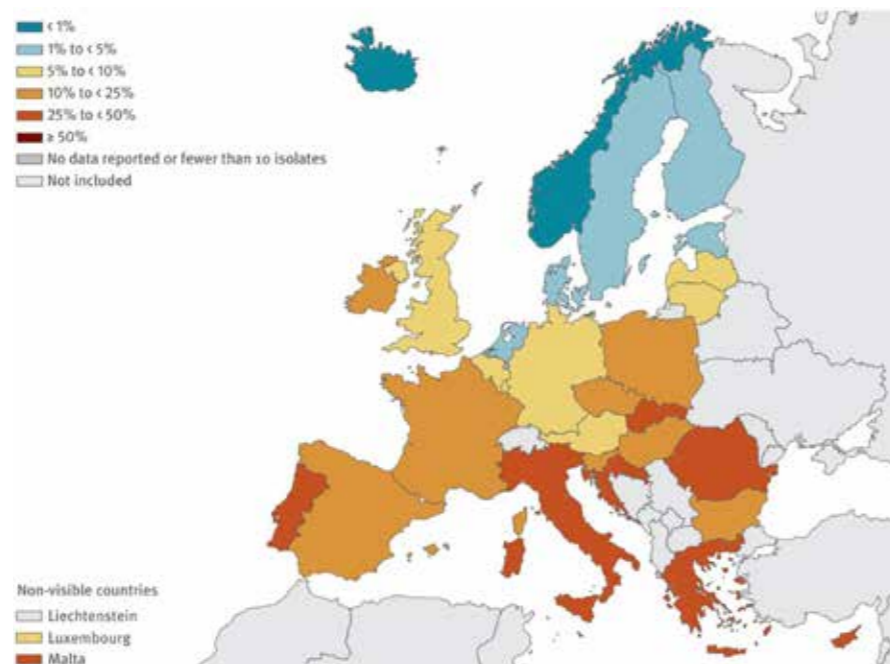 < 1%
1% to < 5%
5% to < 10%
10% to < 25%
25% to < 50%
≥ 50%
No data reported or fewer than 10 isolates
Not included
Non-visible countries
Liechtenstein
Luxembourg
Malta